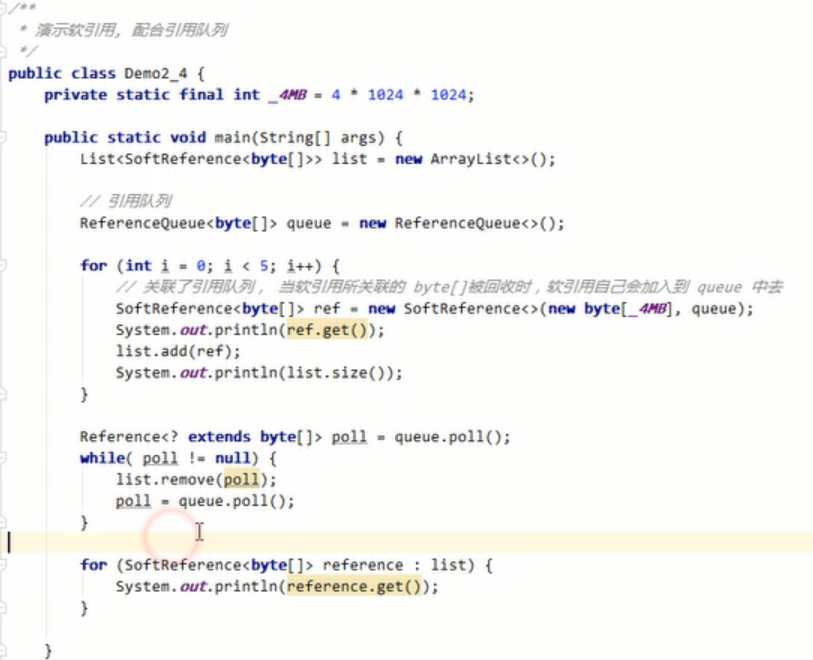 /**
 * 演示软引用, 配合引用队列
 */
public class Demo2_4 {
    private static final int _4MB = 4 * 1024 * 1024;
    public static void main(String[] args) {
        List<SoftReference<byte[]>> list = new ArrayList<>();
        // 引用队列
        ReferenceQueue<byte[]> queue = new ReferenceQueue<>();
        for (int i = 0; i < 5; i++) {
            // 关联了引用队列， 当软引用所关联的 byte[]被回收时，软引用自己会加入到 queue 中去
            SoftReference<byte[]> ref = new SoftReference<>(new byte[_4MB], queue);
            System.out.println(ref.get());
            list.add(ref);
            System.out.println(list.size());
        }
        Reference<? extends byte[]> poll = queue.poll();
        while( poll != null) {
            list.remove(poll);
            poll = queue.poll();
        }
        for (SoftReference<byte[]> reference : list) {
            System.out.println(reference.get());
        }
    }